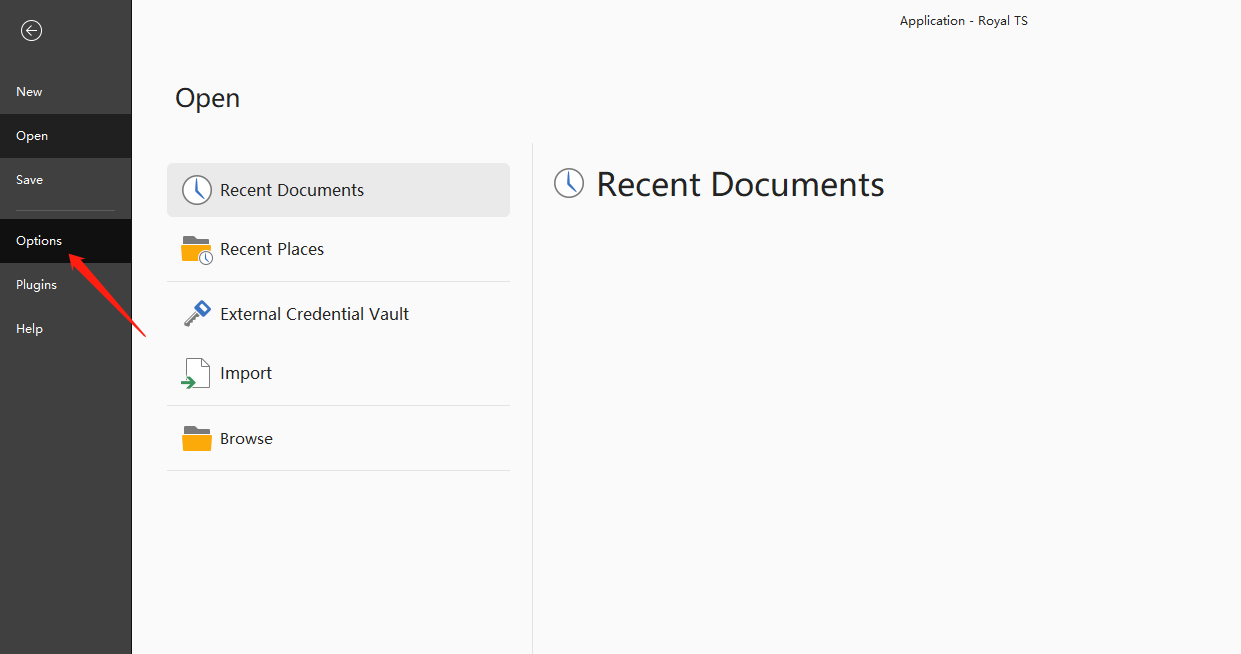 Application - Royal TS
New
Open
Save
Options
Plugins
Help
Open
Recent Documents
Recent Places
External Credential Vault
Import
Browse
Recent Documents